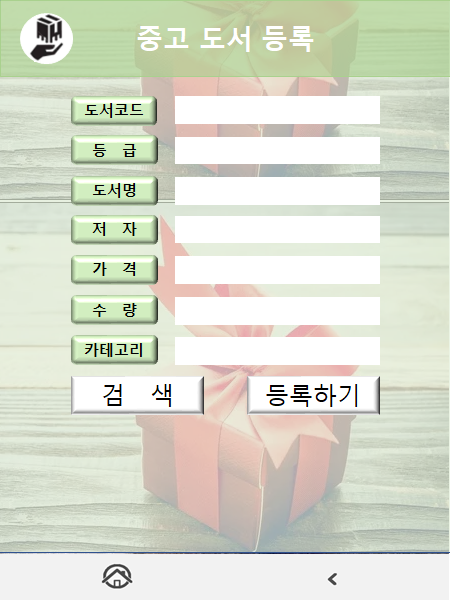 중고 도서 등록
도서코드
등 급
도서명
저 자
가 격
수 량
카테고리
검 색 등록하기